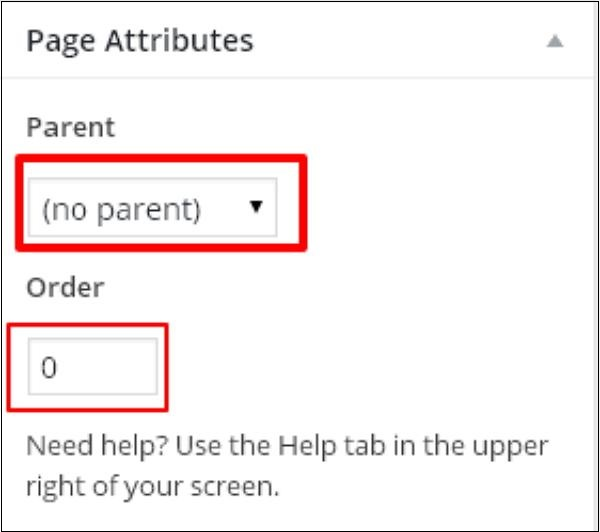 Page Attributes
Parent
(no parent)
Order
0
Need help? Use the Help tab in the upper
right of your screen.